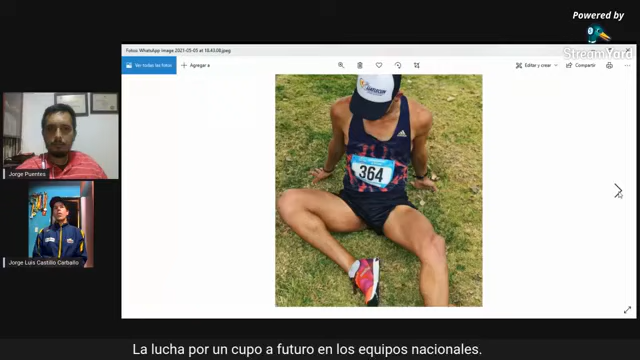 Powered by
StreamYard
Fotos: WhatsApp Image 2021-05-05 at 19.43.08.jpeg
Ver todas las fotos
Agregar a
Editar y crear
Compartir
364
adidas
Jorge Puentes
Jorge Luis Castillo Carballo
La lucha por un cupo a futuro en los equipos nacionales.